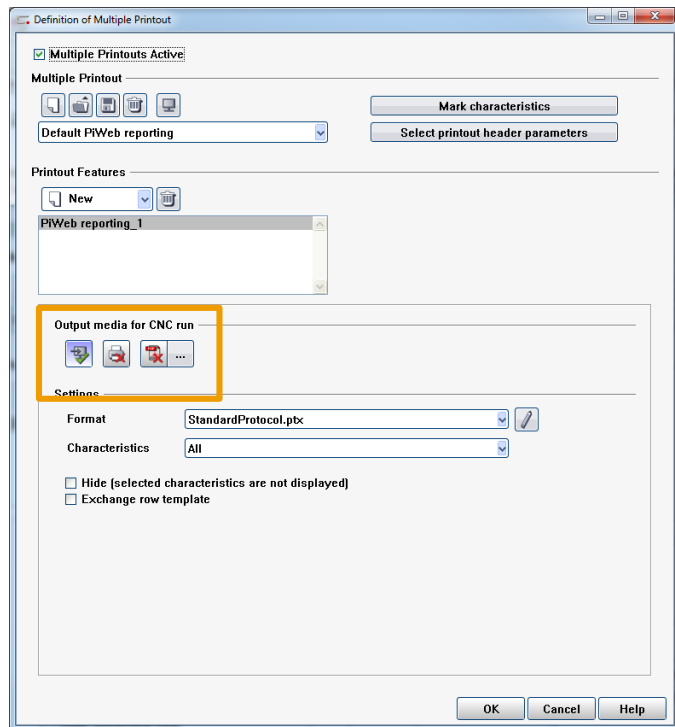 Definition of Multiple Printout
Multiple Printouts Active
Multiple Printout
Mark characteristics
Default PiWeb reporting
Select printout header parameters
Printout Features
New
PiWeb reporting_1
Output media for CNC run
...
Settings
Format
StandardProtocol.ptx
Characteristics
All
Hide (selected characteristics are not displayed)
Exchange row template
OK Cancel Help